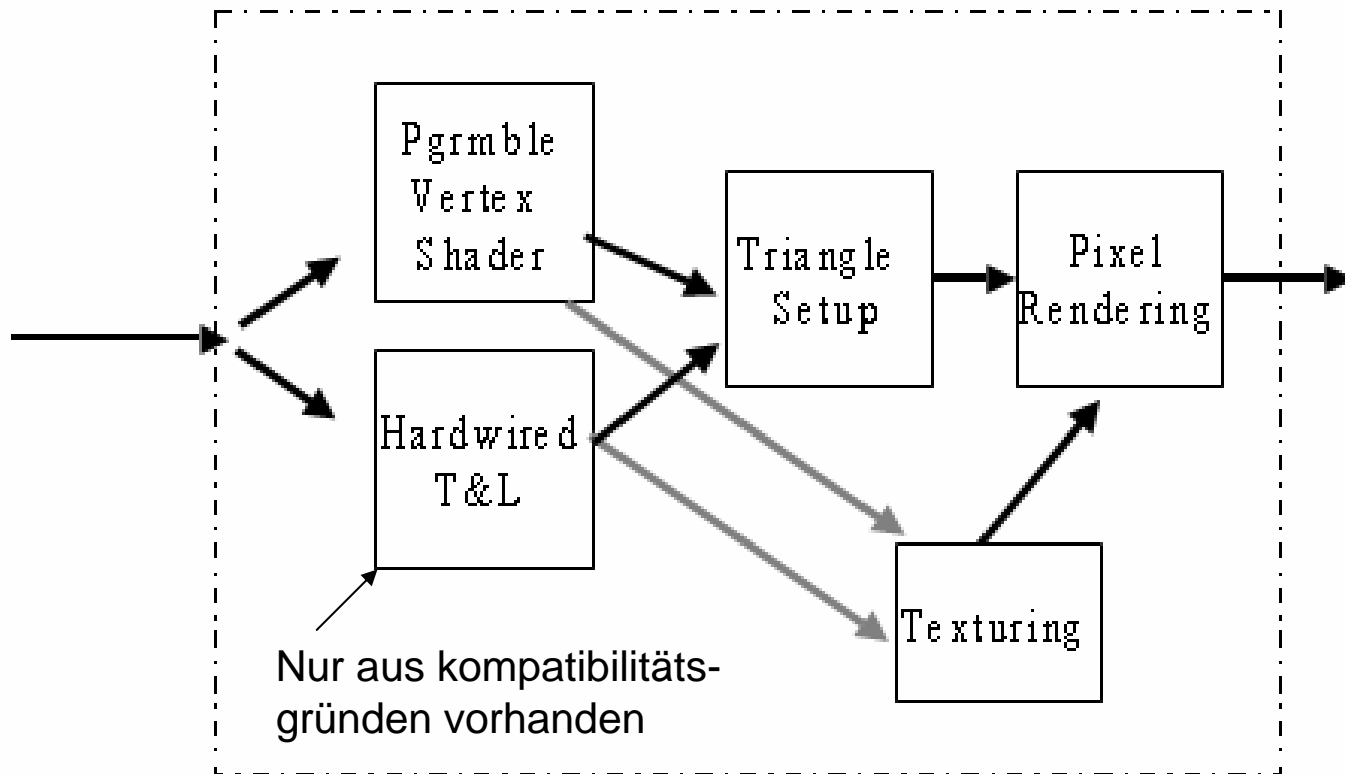 Pgrmble
Vertex
Shader
Triangle
Setup
Pixel
Rendering
Hardwired
T&L
Texturing
Nur aus kompatibilitäts-
gründen vorhanden